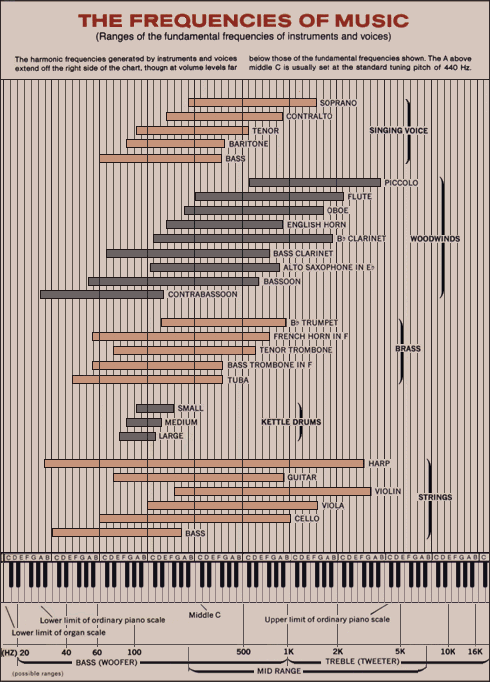 THE FREQUENCIES OF MUSIC
(Ranges of the fundamental frequencies of instruments and voices)
The harmonic frequencies generated by instruments and voices
extend off the right side of the chart, though at volume levels far
below those of the fundamental frequencies shown. The A above
middle C is usually set at the standard tuning pitch of 440 Hz.
SOPRANO
CONTRALTO
TENOR
BARITONE
BASS
SINGING VOICE
PICCOLO
FLUTE
OBOE
ENGLISH HORN
B♭ CLARINET
BASS CLARINET
ALTO SAXOPHONE IN E♭
BASSOON
CONTRABASSOON
WOODWINDS
B♭ TRUMPET
FRENCH HORN IN F
TENOR TROMBONE
BASS TROMBONE IN F
TUBA
BRASS
SMALL
MEDIUM
LARGE
KETTLE DRUMS
HARP
GUITAR
VIOLIN
VIOLA
CELLO
BASS
STRINGS
C D E F G A B C D E F G A B C D E F G A B C D E F G A B C D E F G A B C D E F G A B C D E F G A B C D E F G A B C D E F G A B C D E F G A B C
Lower limit of ordinary piano scale
Middle C
Upper limit of ordinary piano scale
Lower limit of organ scale
(HZ) 20 40 60 100 500 1K 2K 5K 10K 16K
BASS (WOOFER)
TREBLE (TWEETER)
(possible ranges)
MID RANGE